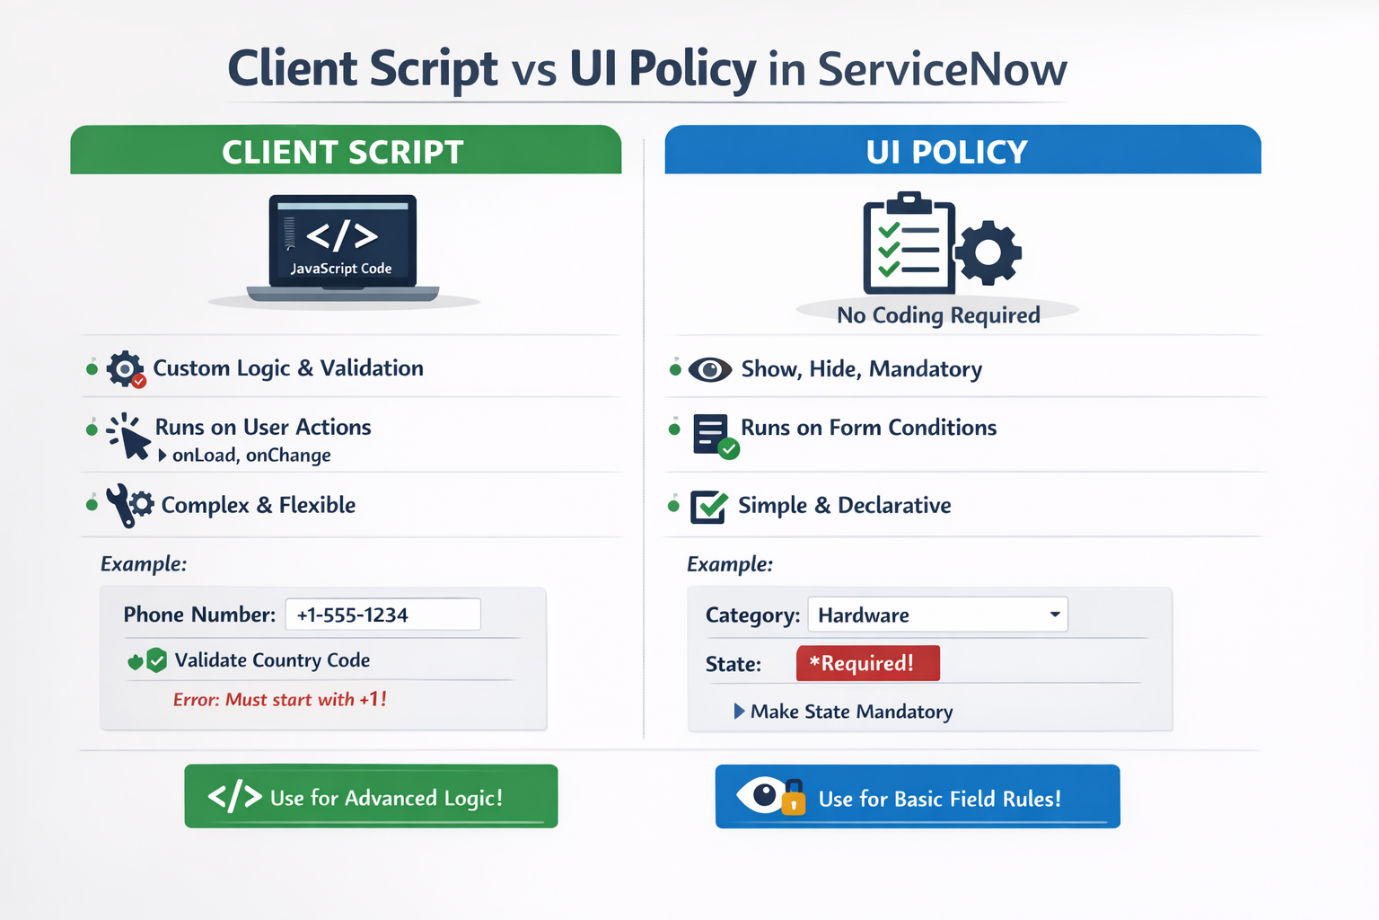 Client Script vs UI Policy in ServiceNow
CLIENT SCRIPT
</>
JavaScript Code
Custom Logic & Validation
Runs on User Actions
onLoad, onChange
Complex & Flexible
Example:
Phone Number: +1-555-1234
Validate Country Code
Error: Must start with +1!
</> Use for Advanced Logic!
UI POLICY
No Coding Required
Show, Hide, Mandatory
Runs on Form Conditions
Simple & Declarative
Example:
Category: Hardware
State: *Required!
Make State Mandatory
Use for Basic Field Rules!